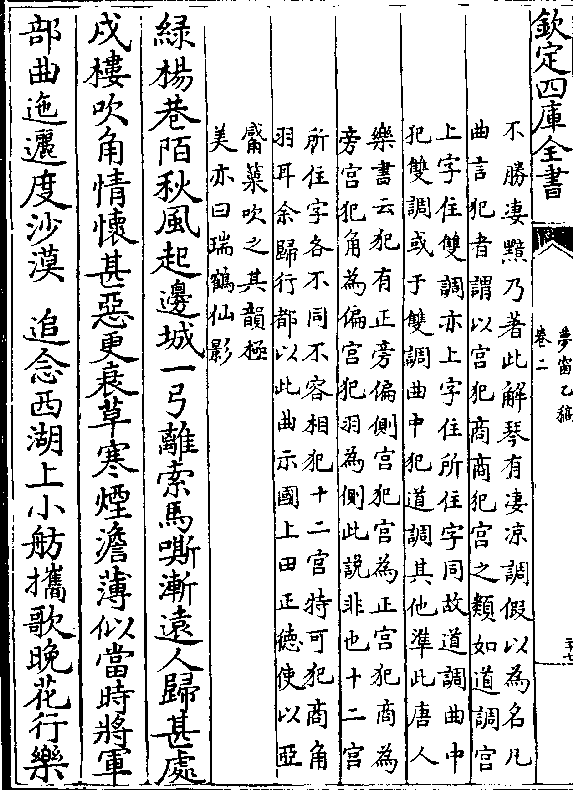 欽定四庫全書
夢窗乙稿
卷二
不勝凄黯乃著此解琴有凄凉調假以為名凡
曲言犯者謂以宫犯商商犯宫之類如道調宫
上字住雙調亦上字住所住字同故道調曲中
犯雙調或于雙調曲中犯道調其他準此唐人
樂書云犯有正旁偏側宫犯宫為正宫犯商為
旁宫犯角為偏宫犯羽為側此說非也十二宫
所住字各不同不容相犯十二宫特可犯商角
羽耳余歸行都以此曲示國上田正徳使以亞
觱菓吹之其韻極
美亦曰瑞鶴仙影
緑楊巷陌秋風起邊城一弓離索馬嘶漸遠人歸甚處
戍樓吹角情懷甚惡更衰草寒煙澹薄似當時將軍
部曲迤邐度沙漠　追念西湖上小舫攜歌晚花行樂